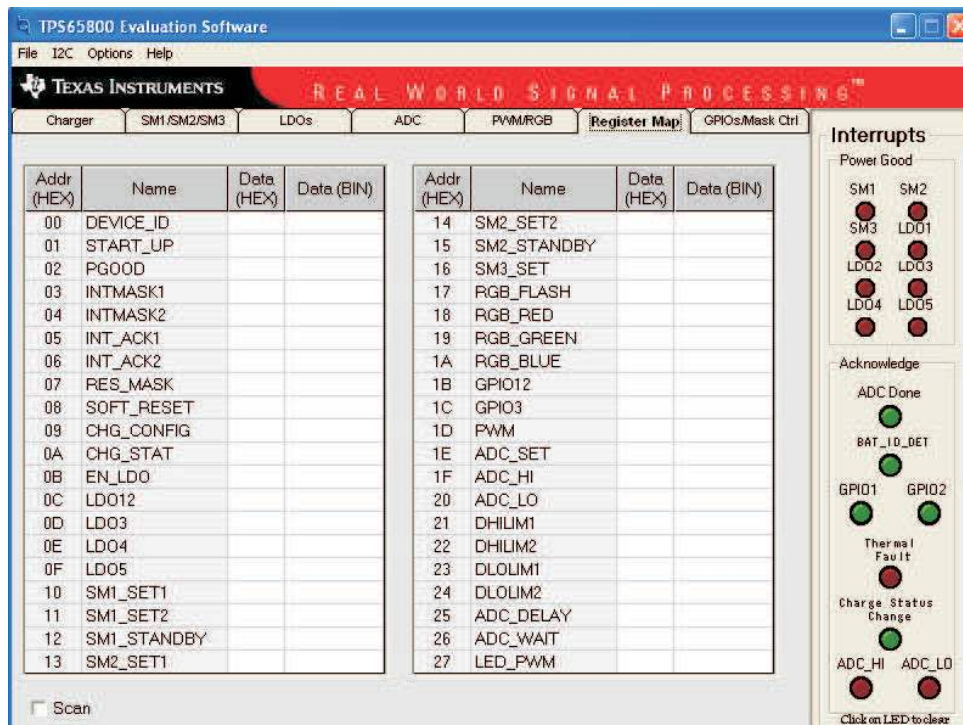 TPS65800 Evaluation Software
File I2C Options Help
TEXAS INSTRUMENTS REAL WORLD SIGNAL PROCESSING™
Charger SM1/SM2/SM3 LDOs ADC PWM/RGB Register Map GPIOs/Mask Ctrl
Addr (HEX) Name Data (HEX) Data (BIN)
00 DEVICE_ID
01 START_UP
02 PGOOD
03 INTMASK1
04 INTMASK2
05 INT_ACK1
06 INT_ACK2
07 RES_MASK
08 SOFT_RESET
09 CHG_CONFIG
0A CHG_STAT
0B EN_LDO
0C LDO12
0D LDO3
0E LDO4
0F LDO5
10 SM1_SET1
11 SM1_SET2
12 SM1_STANDBY
13 SM2_SET1
Addr (HEX) Name Data (HEX) Data (BIN)
14 SM2_SET2
15 SM2_STANDBY
16 SM3_SET
17 RGB_FLASH
18 RGB_RED
19 RGB_GREEN
1A RGB_BLUE
1B GPIO12
1C GPIO3
1D PWM
1E ADC_SET
1F ADC_HI
20 ADC_LO
21 DHILIM1
22 DHILIM2
23 DLOLIM1
24 DLOLIM2
25 ADC_DELAY
26 ADC_WAIT
27 LED_PWM
Scan
Interrupts
Power Good
SM1 SM2
SM3 LDO1
LDO2 LDO3
LDO4 LDO5
Acknowledge
ADC Done
BAT_ID_DET
GPIO1 GPIO2
Thermal
Fault
Charge Status
Change
ADC_HI ADC_LO
Click on LED to clear